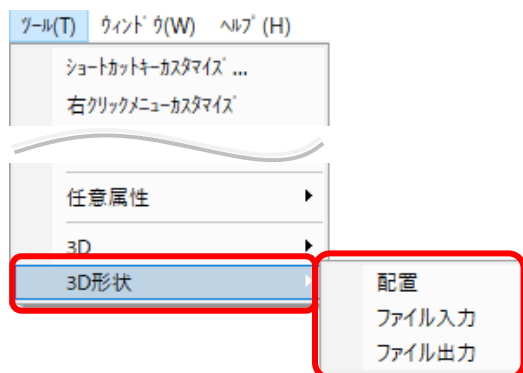 ﾂｰﾙ(T) ｳｨﾝﾄﾞｳ(W) ﾍﾙﾌﾟ(H)
ｼｮｰﾄｶｯﾄｷｰｶｽﾀﾏｲｽﾞ...
右ｸﾘｯｸﾒﾆｭｰｶｽﾀﾏｲｽﾞ
任意属性
3D
3D形状
配置
ﾌｧｲﾙ入力
ﾌｧｲﾙ出力